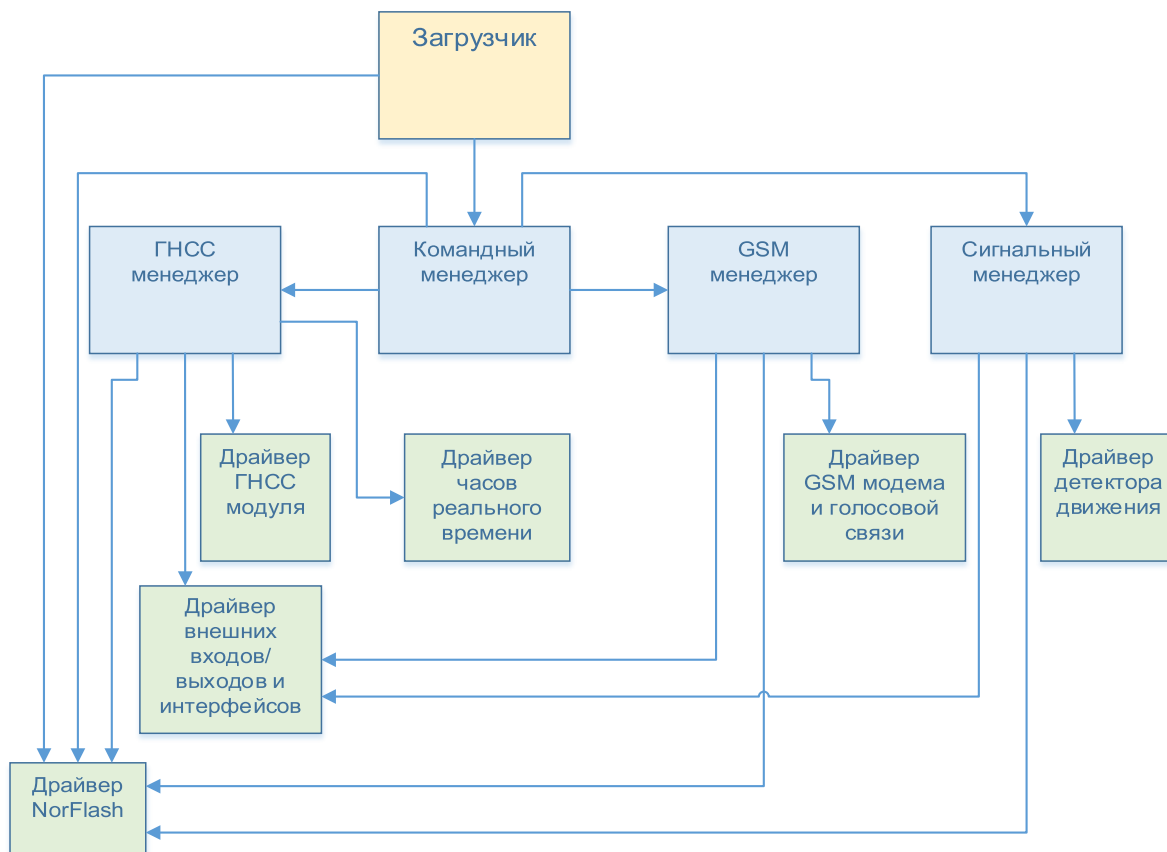 Загрузчик
ГНСС
менеджер
Командный
менеджер
GSM
менеджер
Сигнальный
менеджер
Драйвер
ГНСС
модуля
Драйвер
часов
реального
времени
Драйвер
GSM модема
и голосовой
связи
Драйвер
детектора
движения
Драйвер
внешних
входов/
выходов и
интерфейсов
Драйвер
NorFlash